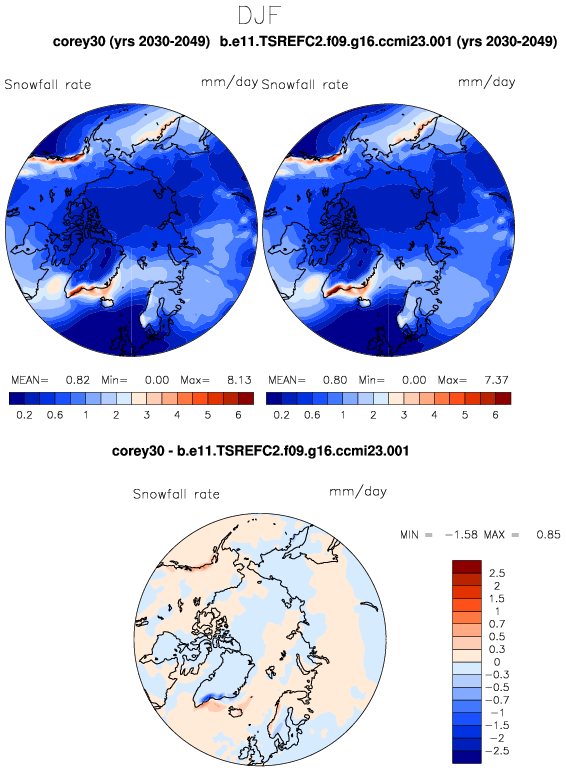 DJF
corey30 (yrs 2030-2049) b.e11.TSREFC2.f09.g16.ccmi23.001 (yrs 2030-2049)
Snowfall rate mm/day Snowfall rate mm/day
MEAN= 0.82 Min= 0.00 Max= 8.13 MEAN= 0.80 Min= 0.00 Max= 7.37
0.2 0.6 1 2 3 4 5 6 0.2 0.6 1 2 3 4 5 6
corey30 - b.e11.TSREFC2.f09.g16.ccmi23.001
Snowfall rate mm/day
MIN = -1.58 MAX = 0.85
2.5
2
1.5
1
0.7
0.5
0.3
0
-0.3
-0.5
-0.7
-1
-1.5
-2
-2.5